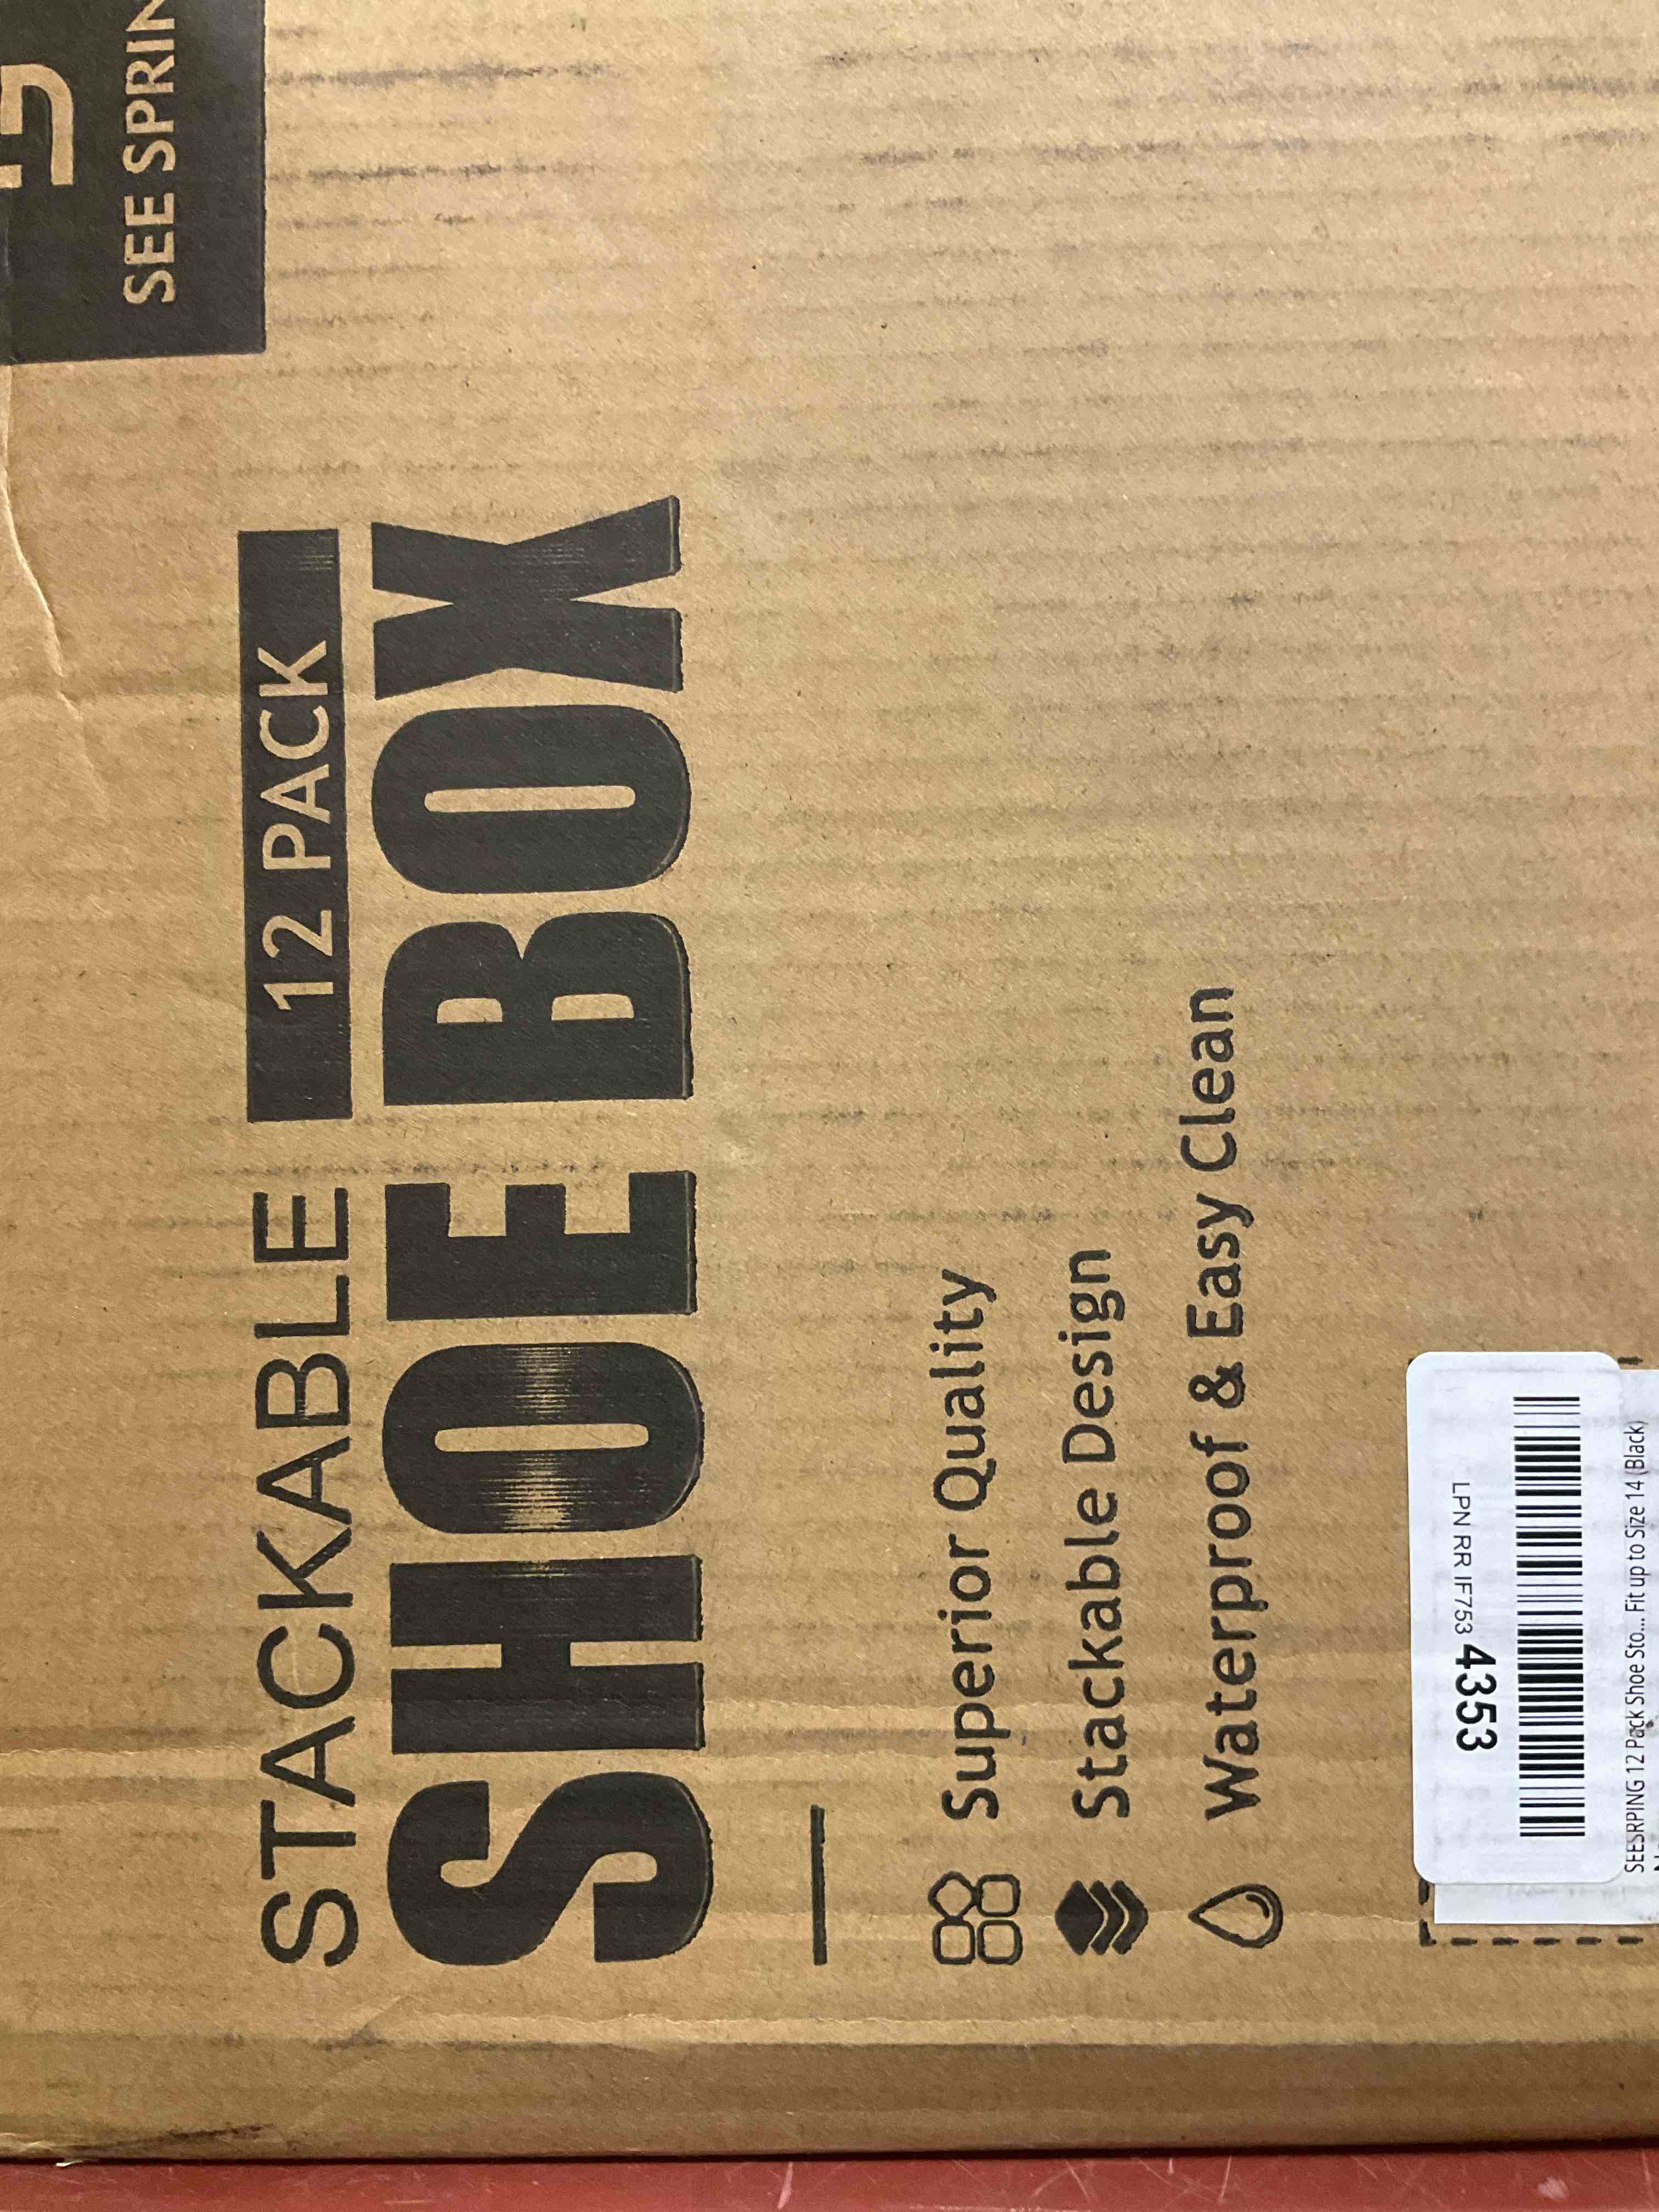 SEE SPRIN
STACKABLE 12 PACK
SHOE BOX
Superior Quality
Stackable Design
Waterproof & Easy Clean
LPN RR IF753 4353
SEESRPING 12 Pack Shoe Sto... Fit up to Size 14 (Black)